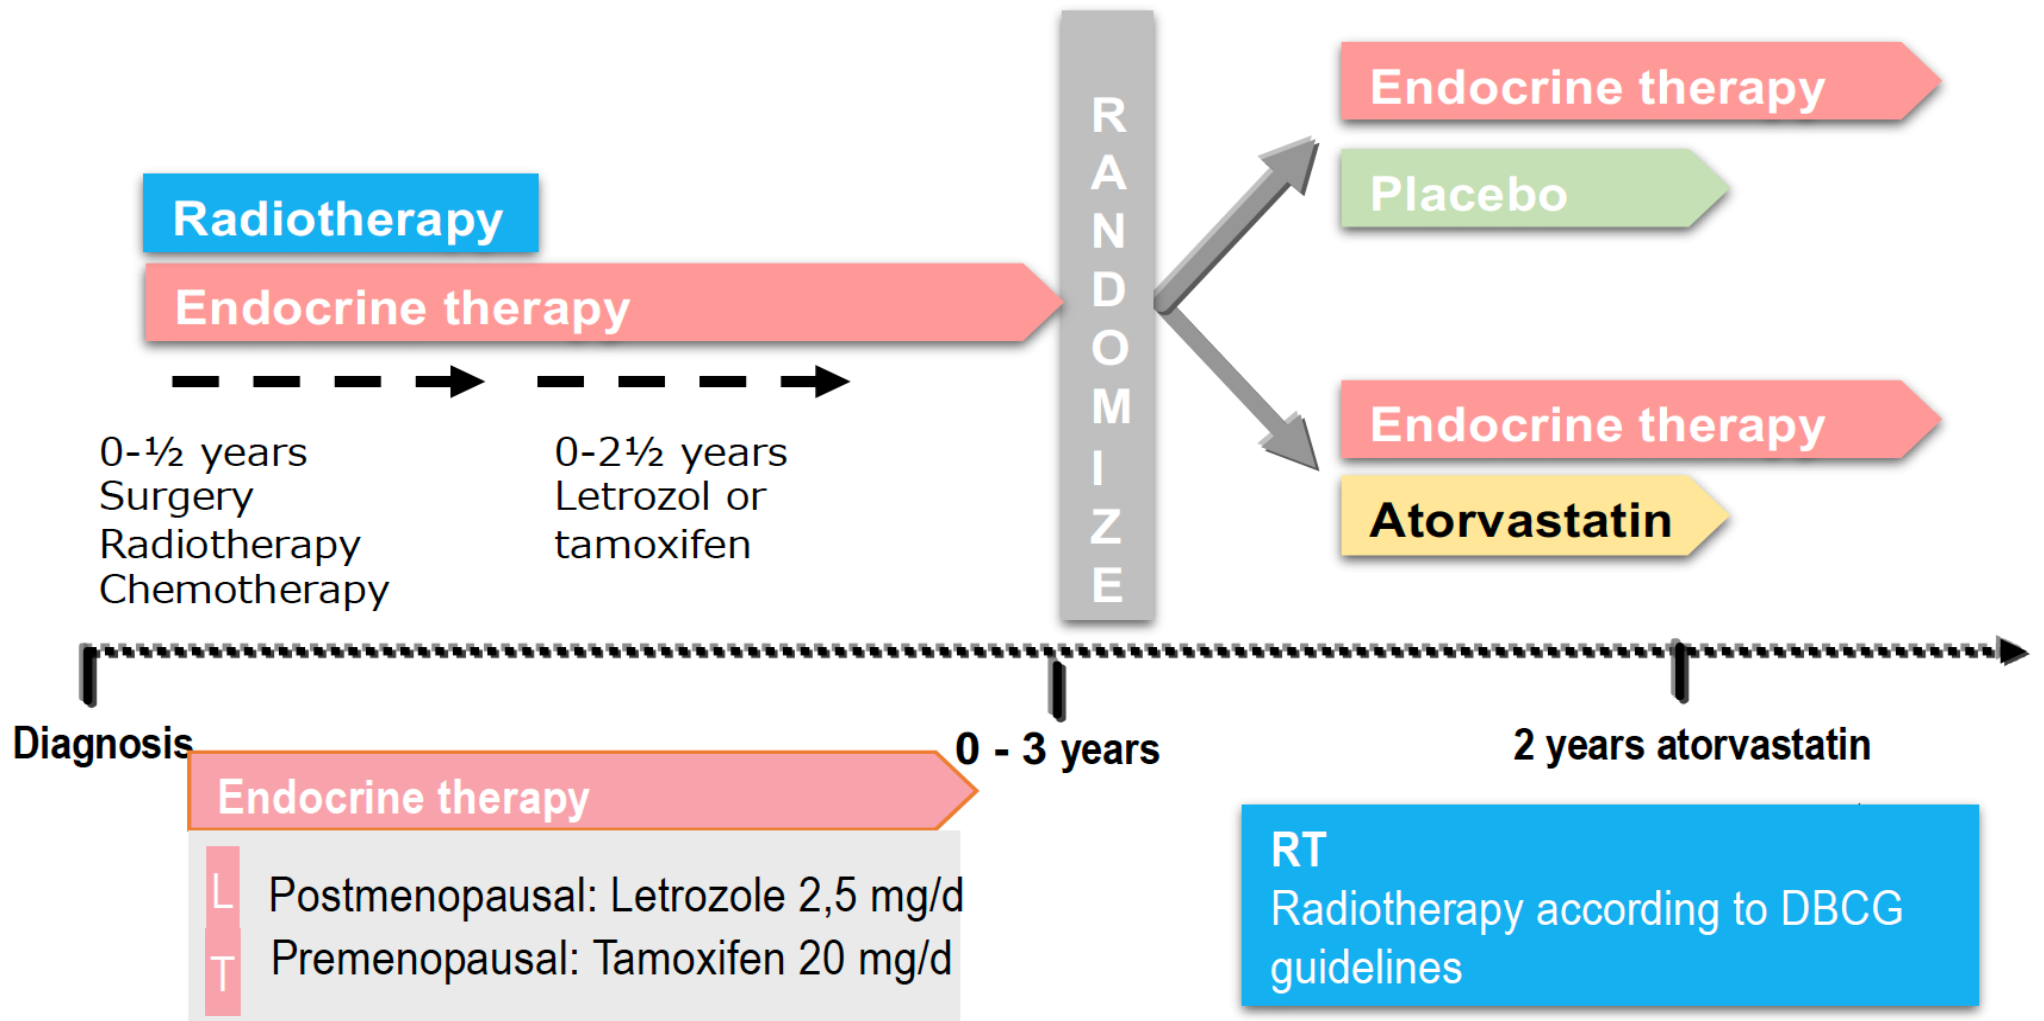 Radiotherapy
Endocrine therapy
0-½ years
Surgery
Radiotherapy
Chemotherapy
0-2½ years
Letrozol or
tamoxifen
RANDOMIZE
Endocrine therapy
Placebo
Endocrine therapy
Atorvastatin
Diagnosis
0 - 3 years
2 years atorvastatin
Endocrine therapy
L
Postmenopausal: Letrozole 2,5 mg/d
T
Premenopausal: Tamoxifen 20 mg/d
RT
Radiotherapy according to DBCG
guidelines